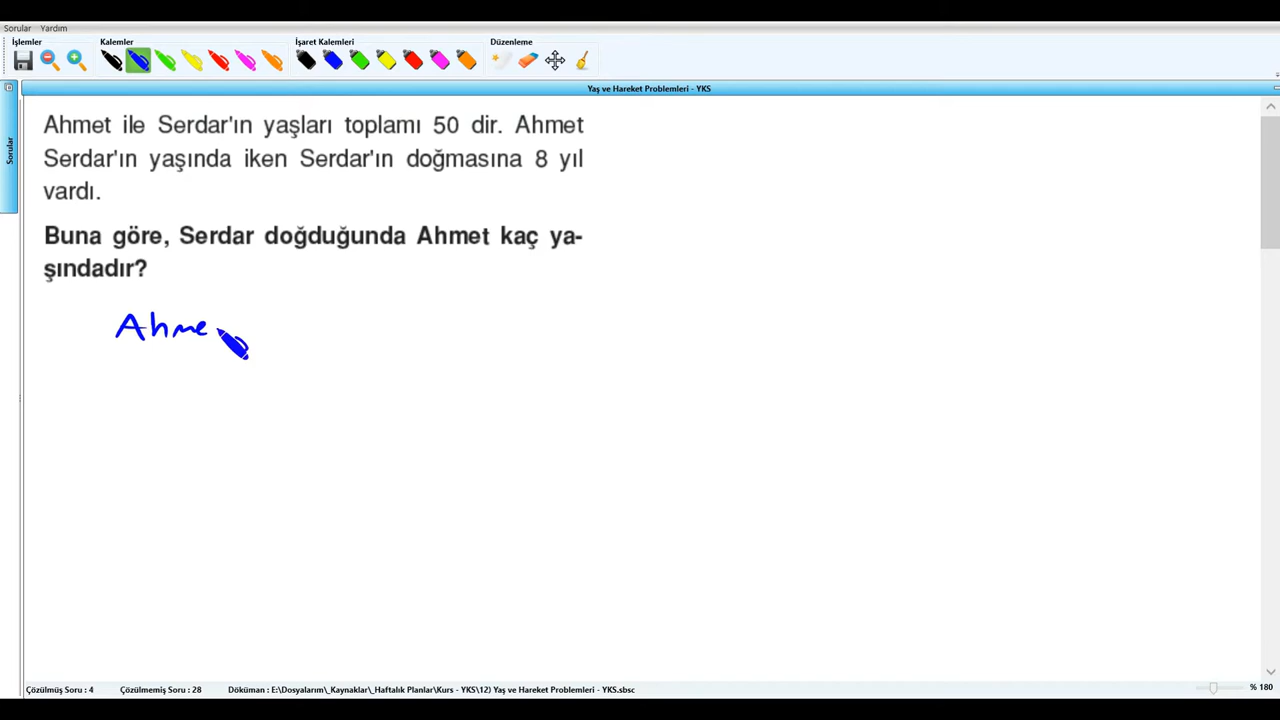 Sorular Yardım
İşlemler Kalemler İşaret Kalemleri Düzenleme
Yaş ve Hareket Problemleri - YKS
Sorular
Ahmet ile Serdar'ın yaşları toplamı 50 dir. Ahmet
Serdar'ın yaşında iken Serdar'ın doğmasına 8 yıl
vardı.
Buna göre, Serdar doğduğunda Ahmet kaç ya-
şındadır?
Ahme
Çözülmüş Soru : 4 Çözülmemiş Soru : 28 Döküman : E:\Dosyalarım\_Kaynaklar\_Haftalık Planlar\Kurs - YKS\12) Yaş ve Hareket Problemleri - YKS.sbsc % 180